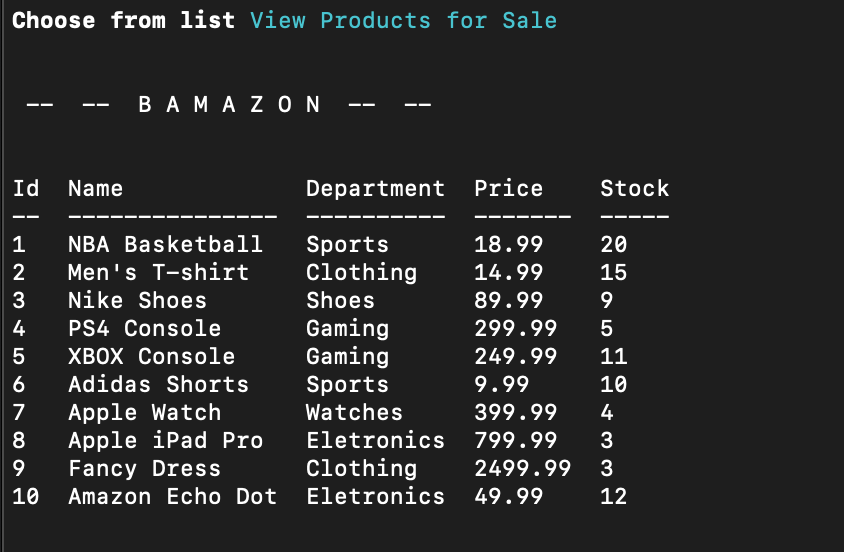 Choose from list View Products for Sale
-- -- B A M A Z O N -- --
Id Name Department Price Stock
-- --------------- ---------- ------- -----
1 NBA Basketball Sports 18.99 20
2 Men's T-shirt Clothing 14.99 15
3 Nike Shoes Shoes 89.99 9
4 PS4 Console Gaming 299.99 5
5 XBOX Console Gaming 249.99 11
6 Adidas Shorts Sports 9.99 10
7 Apple Watch Watches 399.99 4
8 Apple iPad Pro Eletronics 799.99 3
9 Fancy Dress Clothing 2499.99 3
10 Amazon Echo Dot Eletronics 49.99 12